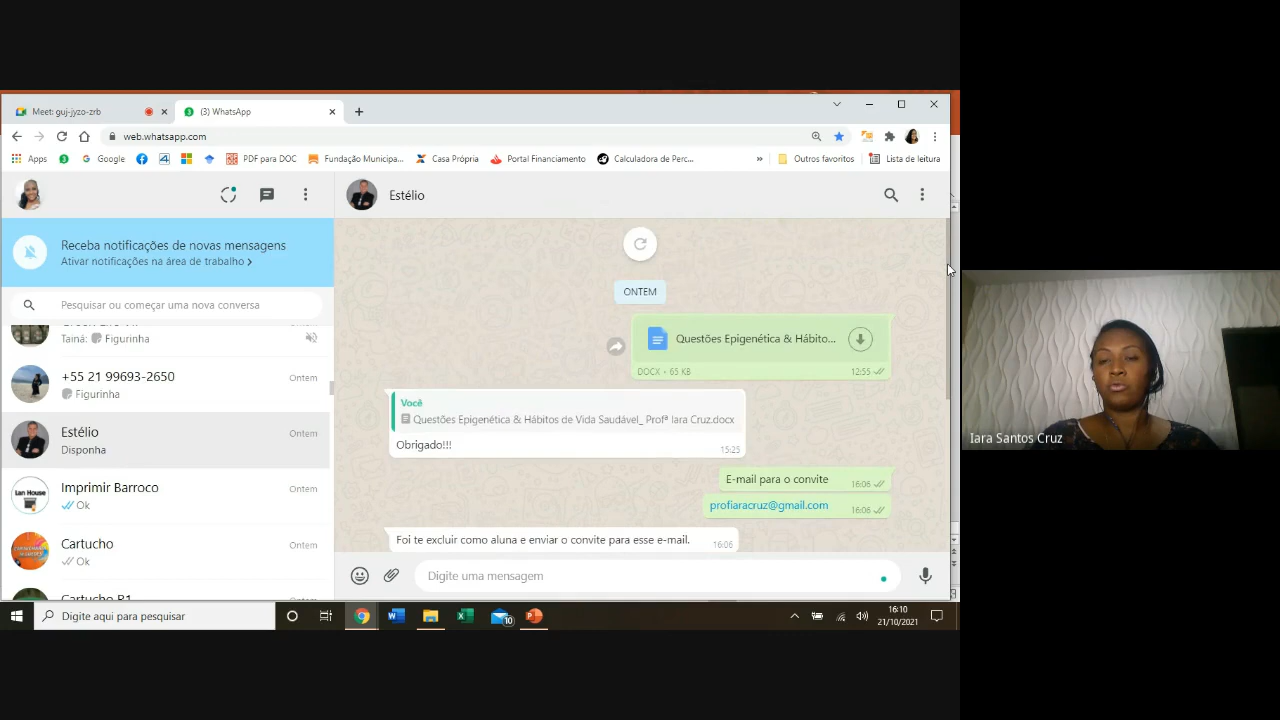 Meet: guj-jyzo-zrb
(3) WhatsApp
web.whatsapp.com
Apps
Google
PDF para DOC
Fundação Municipa...
Casa Própria
Portal Financiamento
Calculadora de Perc...
»
Outros favoritos
Lista de leitura
Estélio
Receba notificações de novas mensagens
Ativar notificações na área de trabalho >
Pesquisar ou começar uma nova conversa
Ontem
Tainá: Figurinha
+55 21 99693-2650
Ontem
Figurinha
Estélio
Ontem
Disponha
Imprimir Barroco
Ontem
Ok
Cartucho
Ontem
Ok
Cartucho R1
Ontem
ONTEM
Questões Epigenética & Hábito...
DOCX • 65 KB
12:55
Você
Questões Epigenética & Hábitos de Vida Saudável_ Profª Iara Cruz.docx
Obrigado!!!
15:25
E-mail para o convite
16:06
profiaracruz@gmail.com
16:06
Foi te excluir como aluna e enviar o convite para esse e-mail.
16:06
Digite uma mensagem
Digite aqui para pesquisar
10
16:10
21/10/2021
Iara Santos Cruz